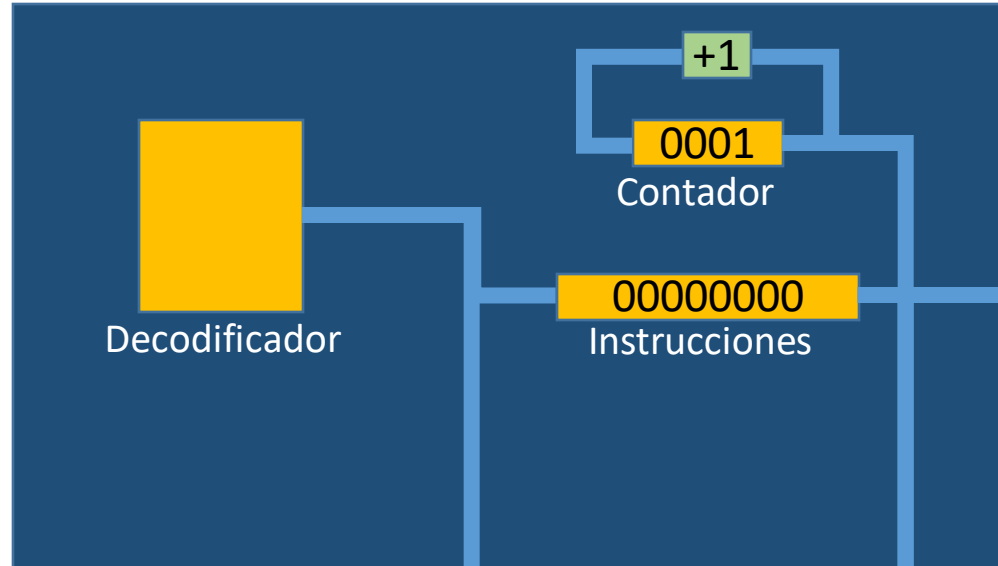 +1
0001
Contador
00000000
Instrucciones
Decodificador